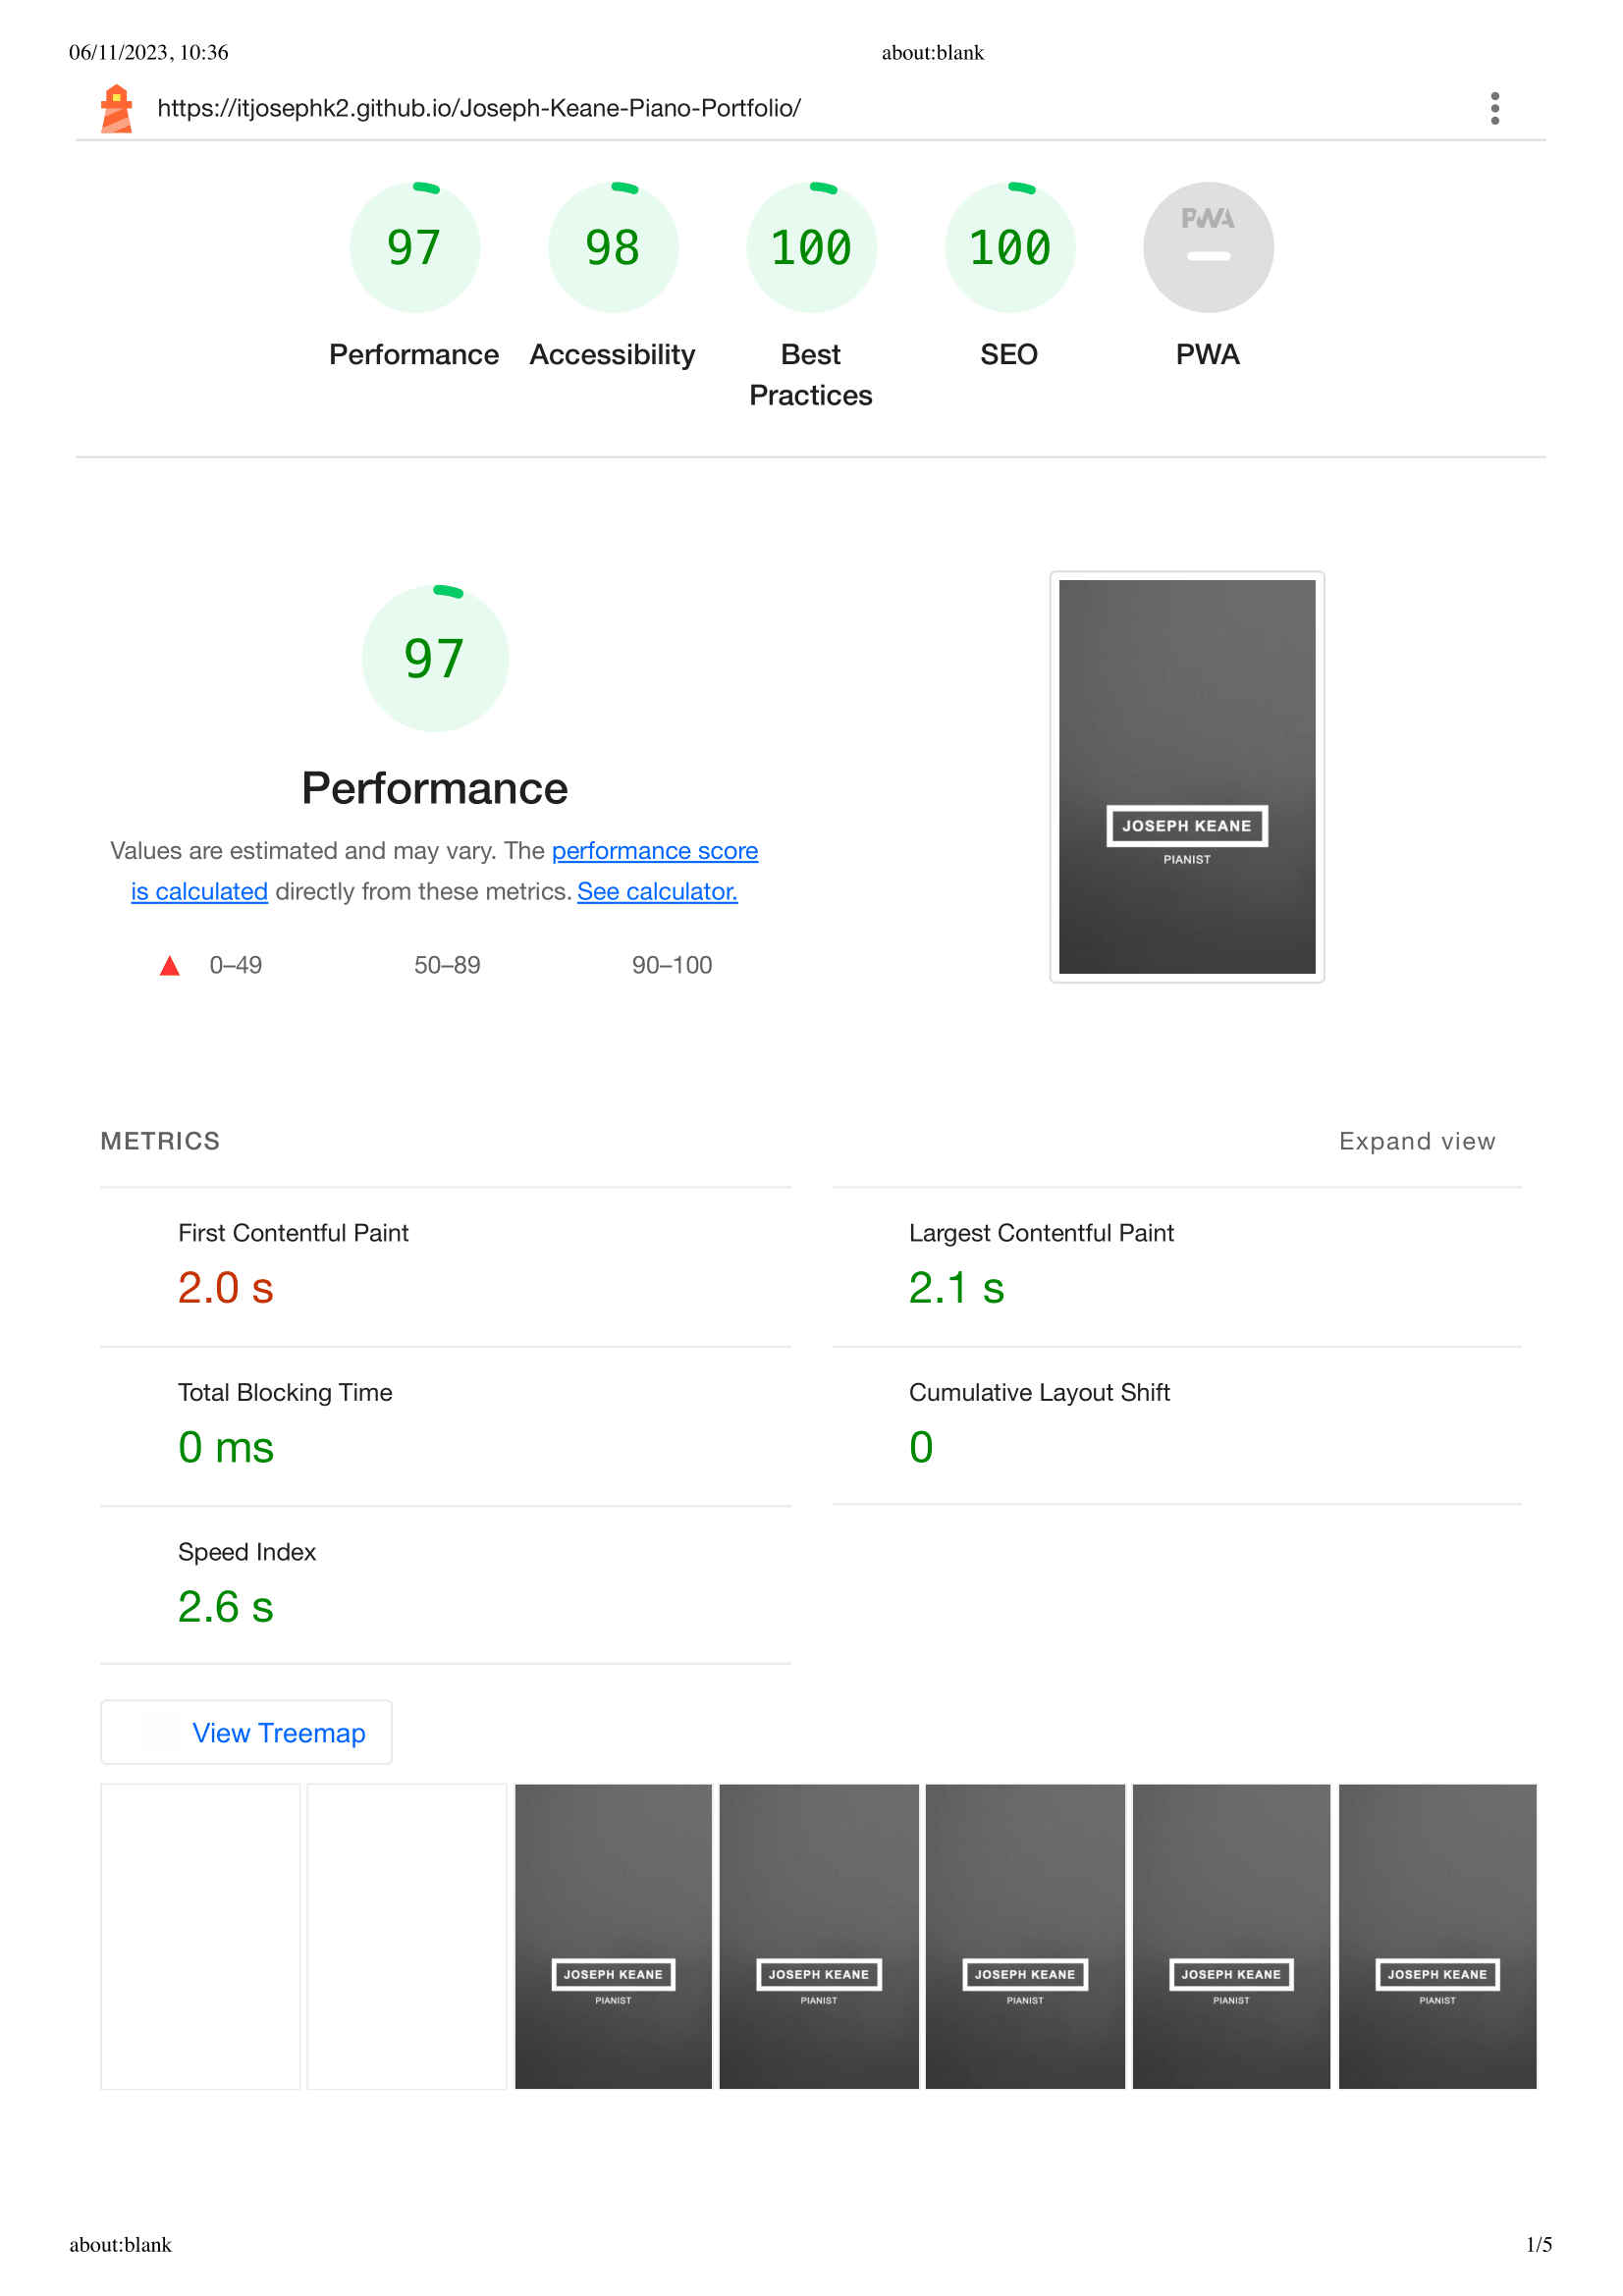 06/11/2023, 10:36 about:blank
https://itjosephk2.github.io/Joseph-Keane-Piano-Portfolio/
97 98 100 100 PWA
Performance Accessibility Best Practices SEO PWA
97
Performance
Values are estimated and may vary. The performance score
is calculated directly from these metrics. See calculator.
0–49 50–89 90–100
JOSEPH KEANE
PIANIST
METRICS Expand view
First Contentful Paint
2.0 s
Largest Contentful Paint
2.1 s
Total Blocking Time
0 ms
Cumulative Layout Shift
0
Speed Index
2.6 s
View Treemap
JOSEPH KEANE
PIANIST
JOSEPH KEANE
PIANIST
JOSEPH KEANE
PIANIST
JOSEPH KEANE
PIANIST
JOSEPH KEANE
PIANIST
about:blank 1/5